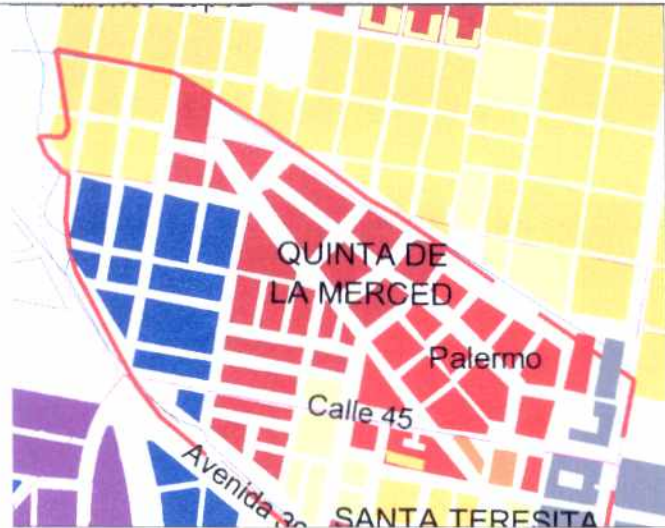 QUINTA DE
LA MERCED
Palermo
Calle 45
Avenida
SANTA TERESITA